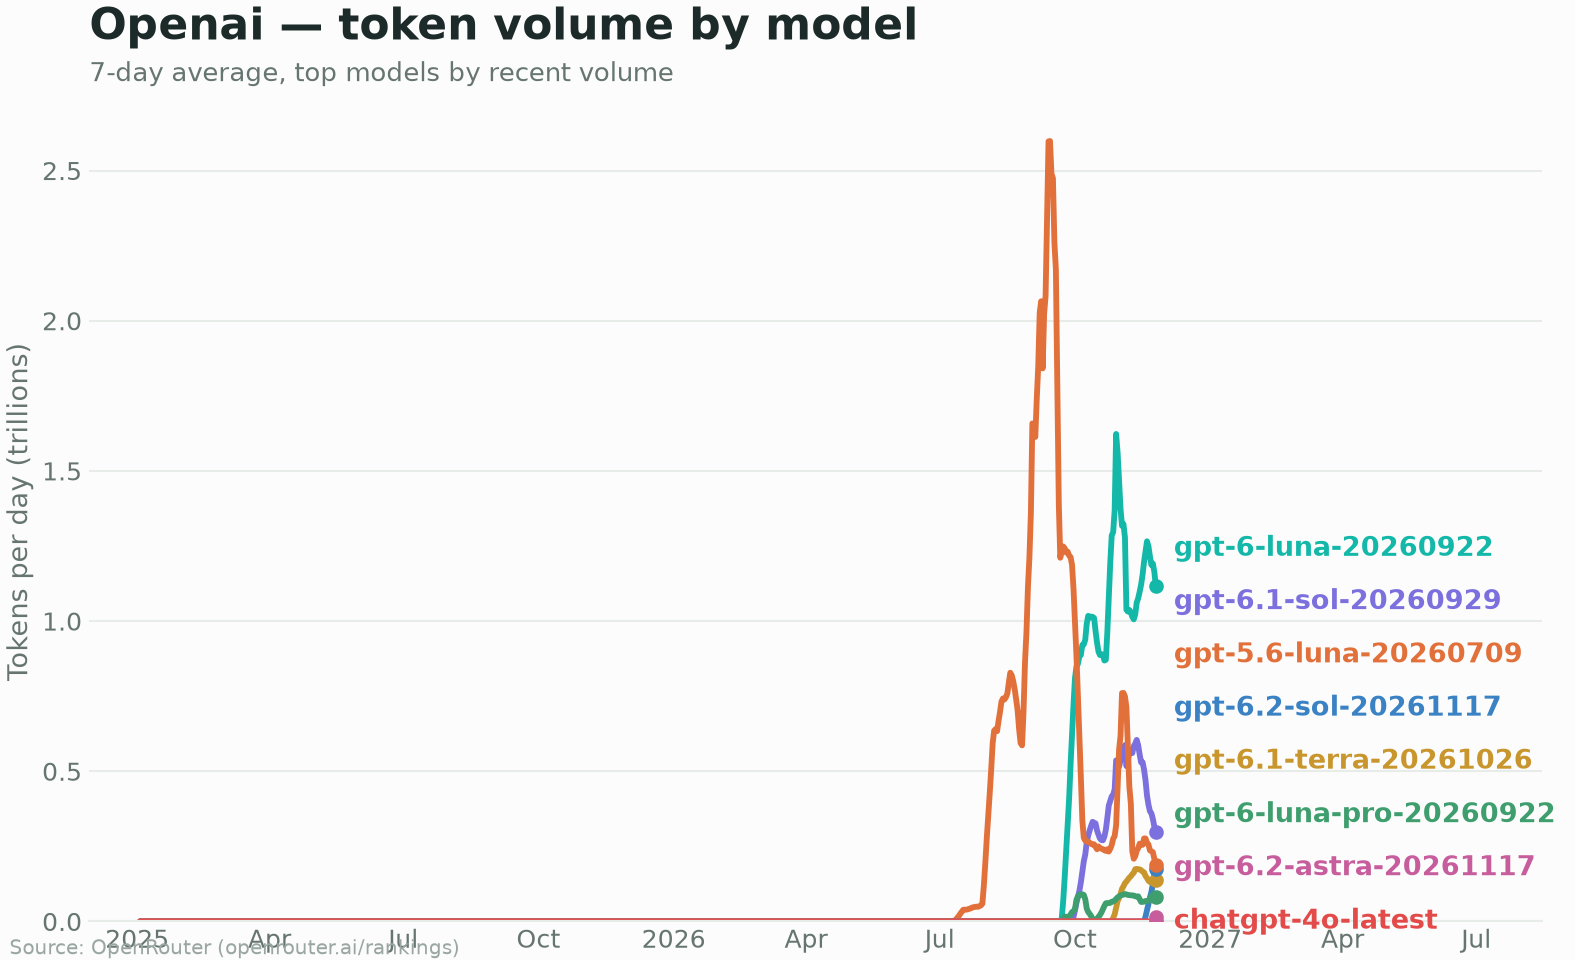 Openai — token volume by model
7-day average, top models by recent volume
Tokens per day (trillions)
2.5
2.0
1.5
1.0
0.5
0.0
gpt-6-luna-20260922
gpt-6.1-sol-20260929
gpt-5.6-luna-20260709
gpt-6.2-sol-20261117
gpt-6.1-terra-20261026
gpt-6-luna-pro-20260922
gpt-6.2-astra-20261117
chatgpt-4o-latest
2025 Apr Jul Oct 2026 Apr Jul Oct 2027 Apr Jul
Source: OpenRouter (openrouter.ai/rankings)